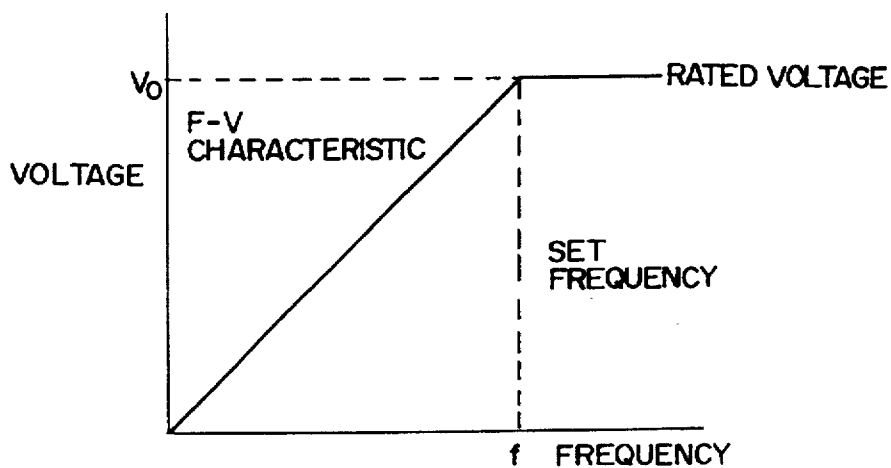 V₀
RATED VOLTAGE
F-V
CHARACTERISTIC
VOLTAGE
SET
FREQUENCY
f FREQUENCY